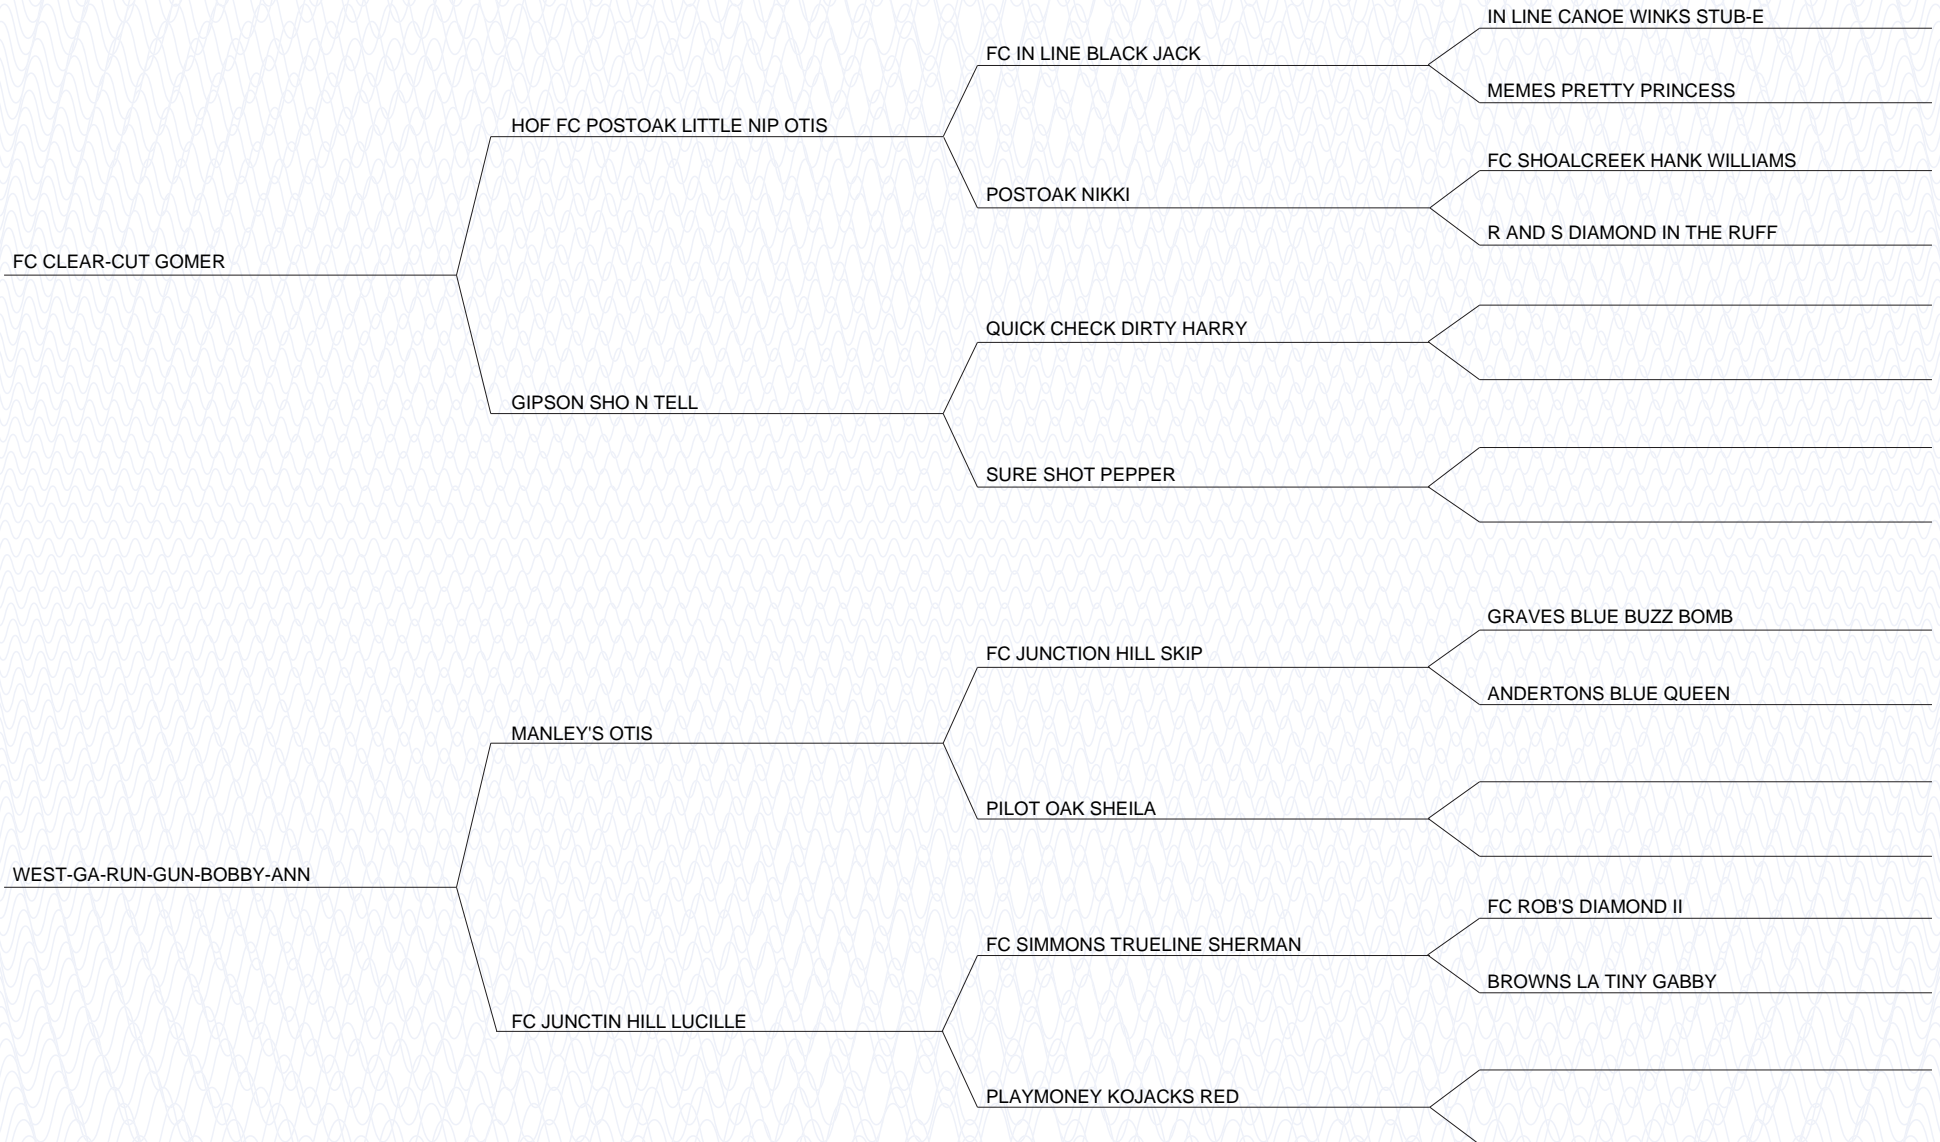 IN LINE CANOE WINKS STUB-E
FC IN LINE BLACK JACK
MEMES PRETTY PRINCESS
HOF FC POSTOAK LITTLE NIP OTIS
FC SHOALCREEK HANK WILLIAMS
POSTOAK NIKKI
R AND S DIAMOND IN THE RUFF
FC CLEAR-CUT GOMER
QUICK CHECK DIRTY HARRY
GIPSON SHO N TELL
SURE SHOT PEPPER
GRAVES BLUE BUZZ BOMB
FC JUNCTION HILL SKIP
ANDERTONS BLUE QUEEN
MANLEY'S OTIS
PILOT OAK SHEILA
WEST-GA-RUN-GUN-BOBBY-ANN
FC ROB'S DIAMOND II
FC SIMMONS TRUELINE SHERMAN
BROWNS LA TINY GABBY
FC JUNCTIN HILL LUCILLE
PLAYMONEY KOJACKS RED